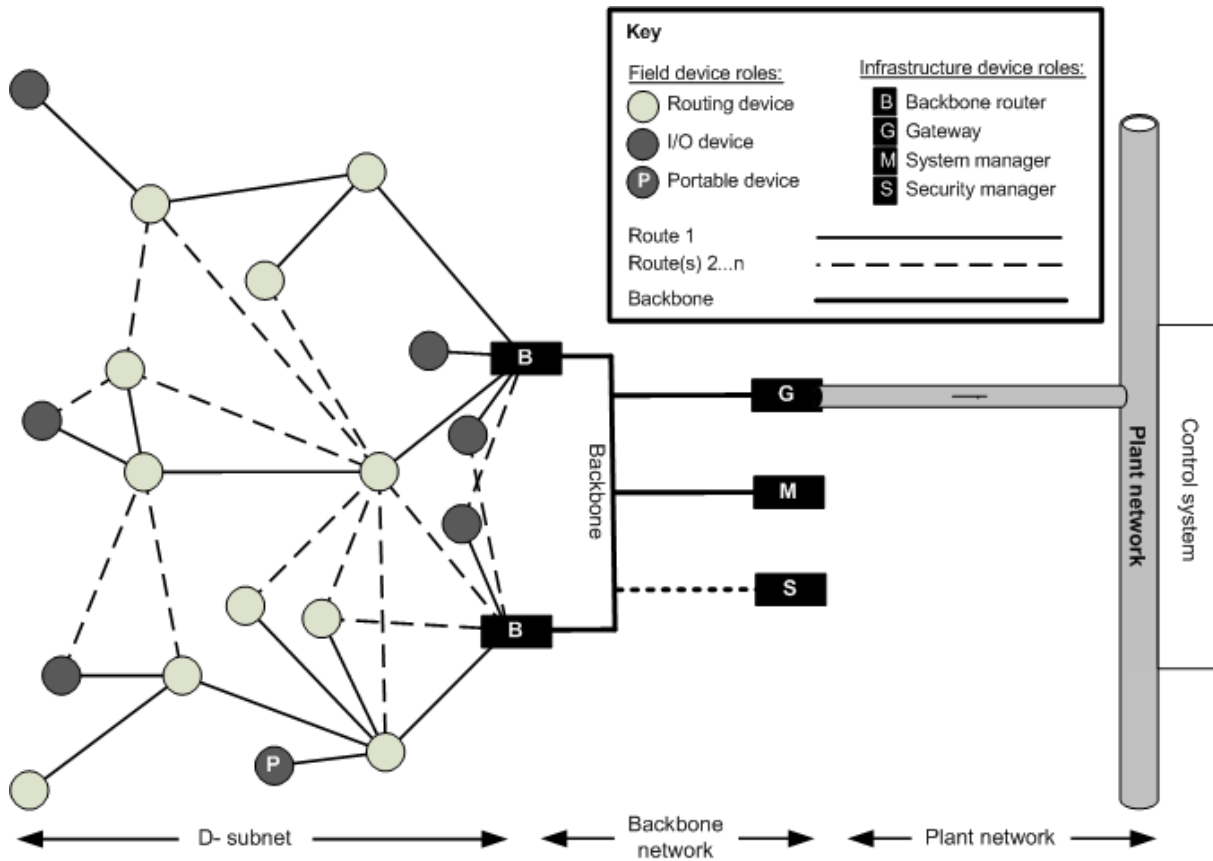 Key
Field device roles:
Routing device
I/O device
P Portable device
Infrastructure device roles:
B Backbone router
G Gateway
M System manager
S Security manager
Route 1
Route(s) 2...n
Backbone
B
G
Backbone
M
S
B
P
Plant network
Control system
D- subnet
Backbone
network
Plant network